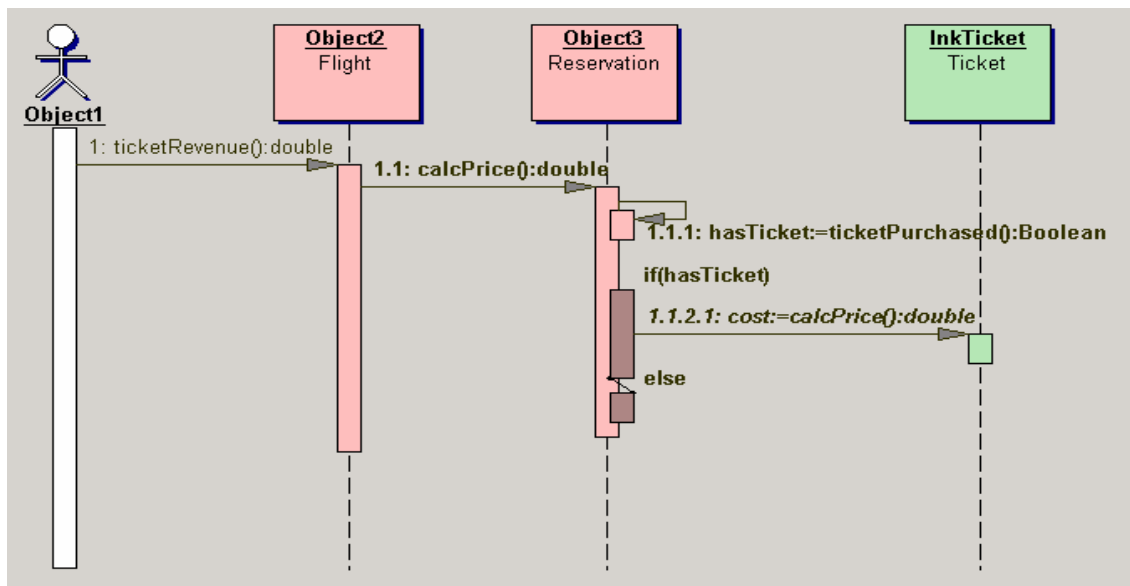 Object2
Flight
Object3
Reservation
InkTicket
Ticket
Object1
1: ticketRevenue():double
1.1: calcPrice():double
1.1.1: hasTicket:=ticketPurchased():Boolean
if(hasTicket)
1.1.2.1: cost:=calcPrice():double
else